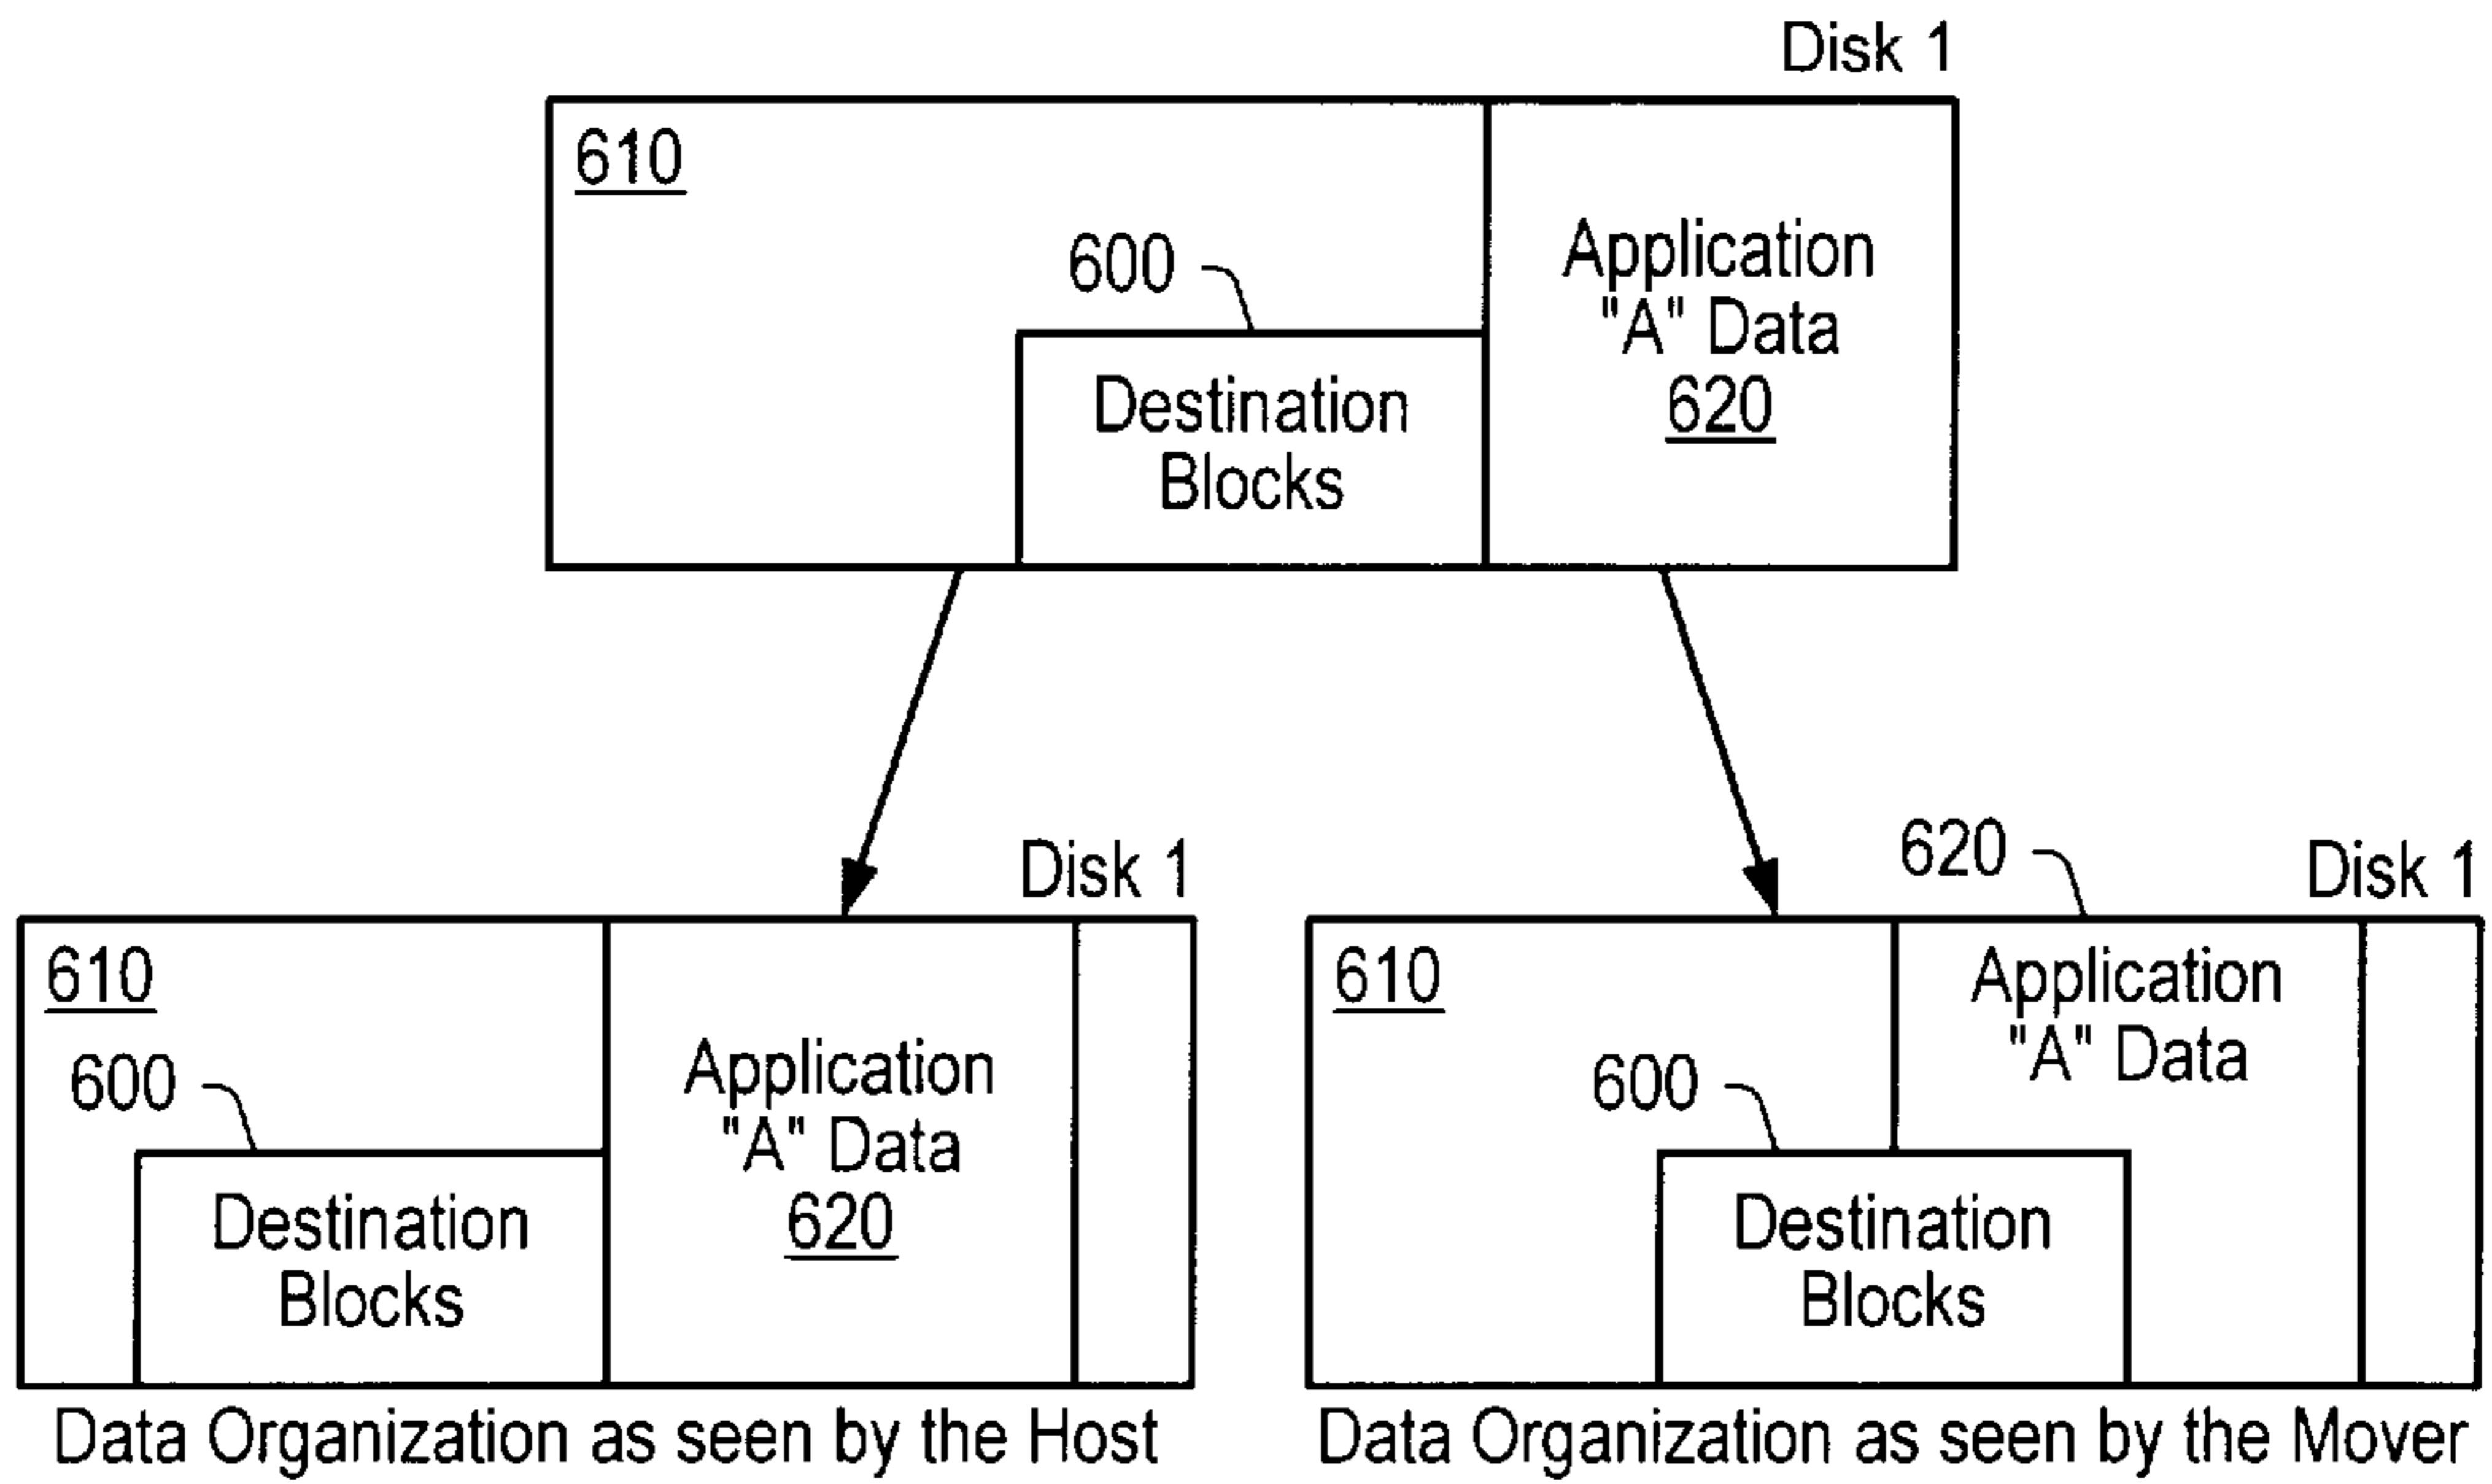 Disk 1
610
600
Application
"A" Data
620
Destination
Blocks
Disk 1
610
600
Application
"A" Data
620
Destination
Blocks
Data Organization as seen by the Host
620
Disk 1
610
Application
"A" Data
600
Destination
Blocks
Data Organization as seen by the Mover